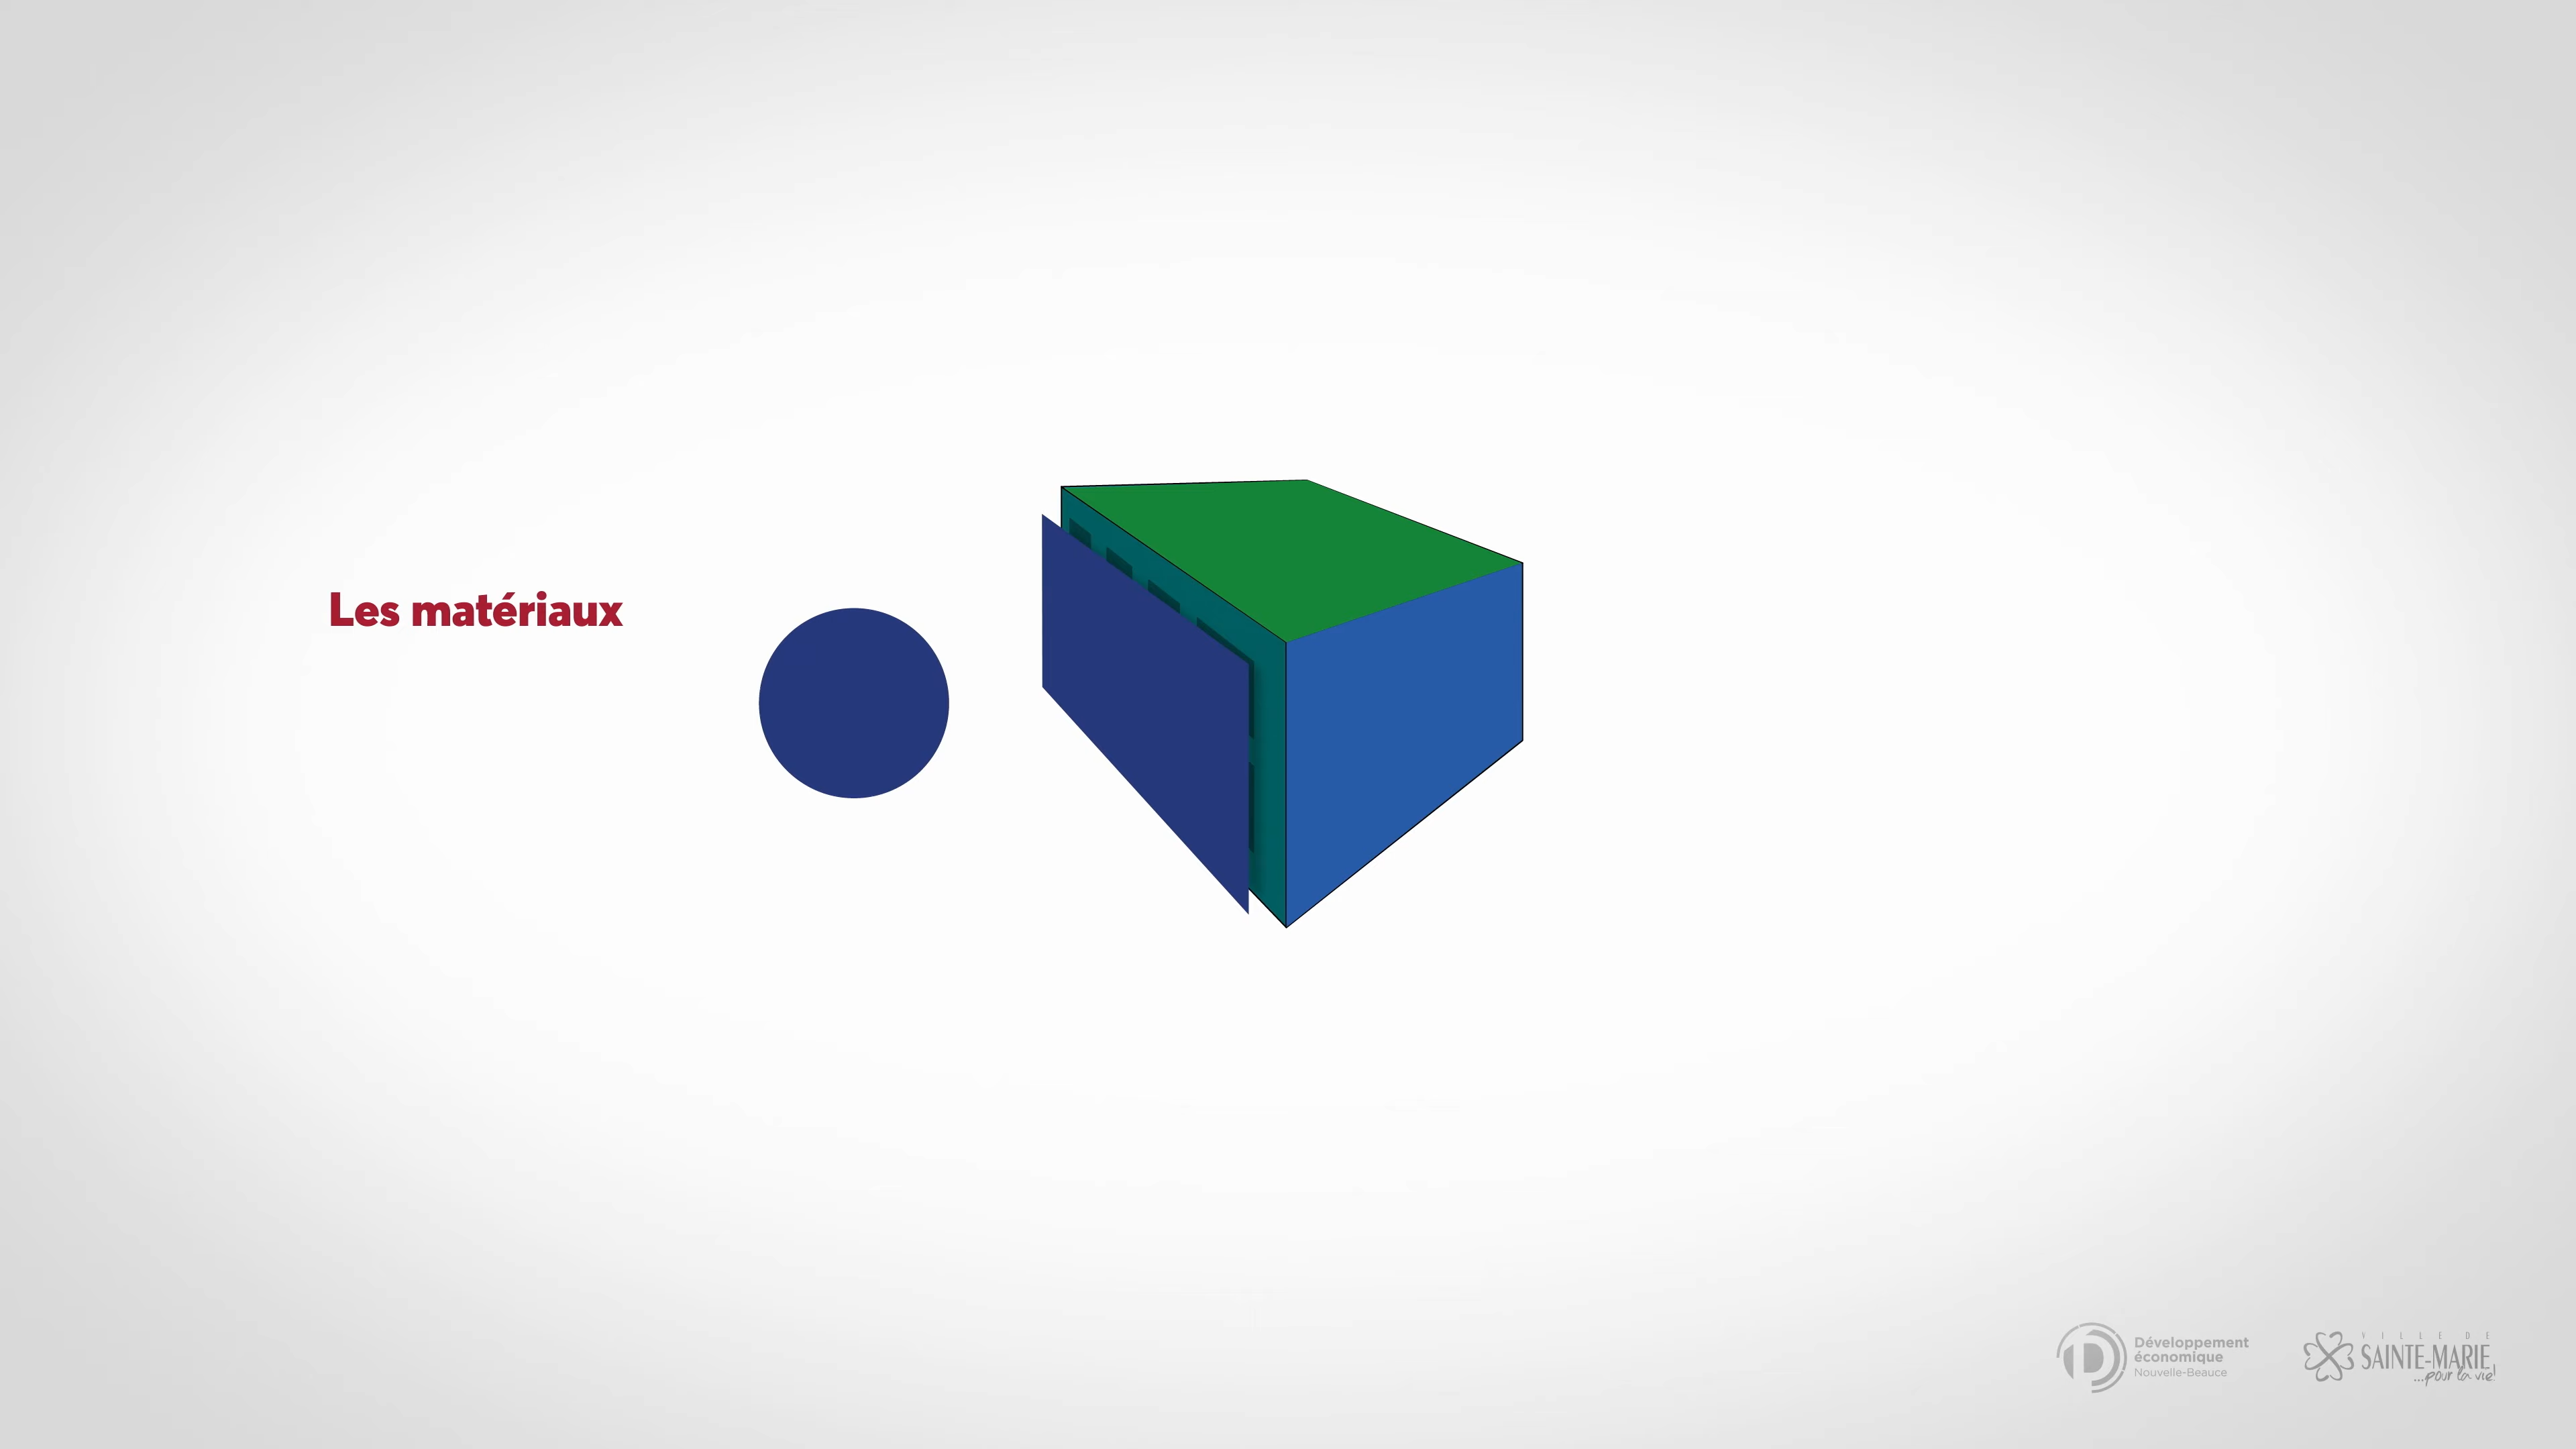 Les matériaux
Développement
économique
Nouvelle-Beauce
VILLE DE
SAINTE-MARIE
...pour la vie!